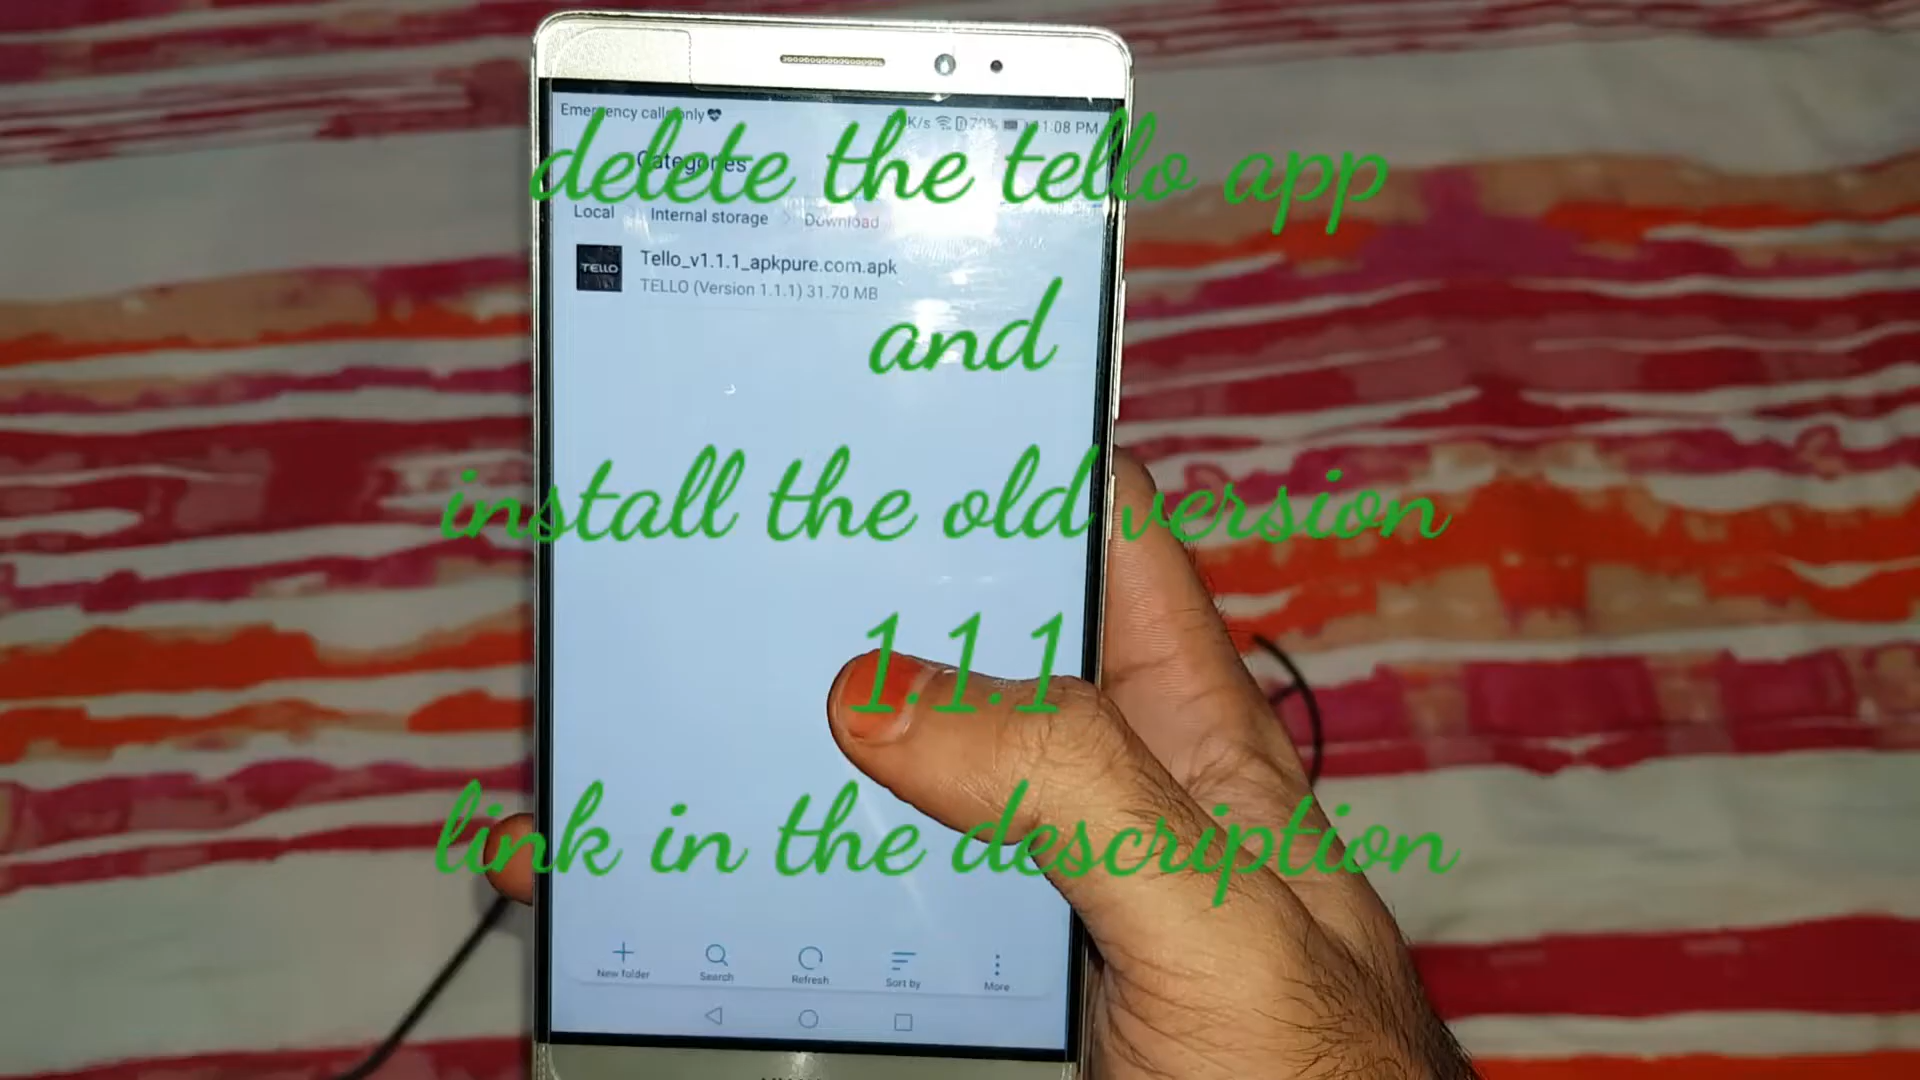 Emergency calls only
K/s 79% 11:08 PM
Categories
delete the tello app
Local Internal storage Download
TELLO
Tello_v1.1.1_apkpure.com.apk
TELLO (Version 1.1.1) 31.70 MB
and
install the old version
1.1.1
link in the description
New folder Search Refresh Sort by More